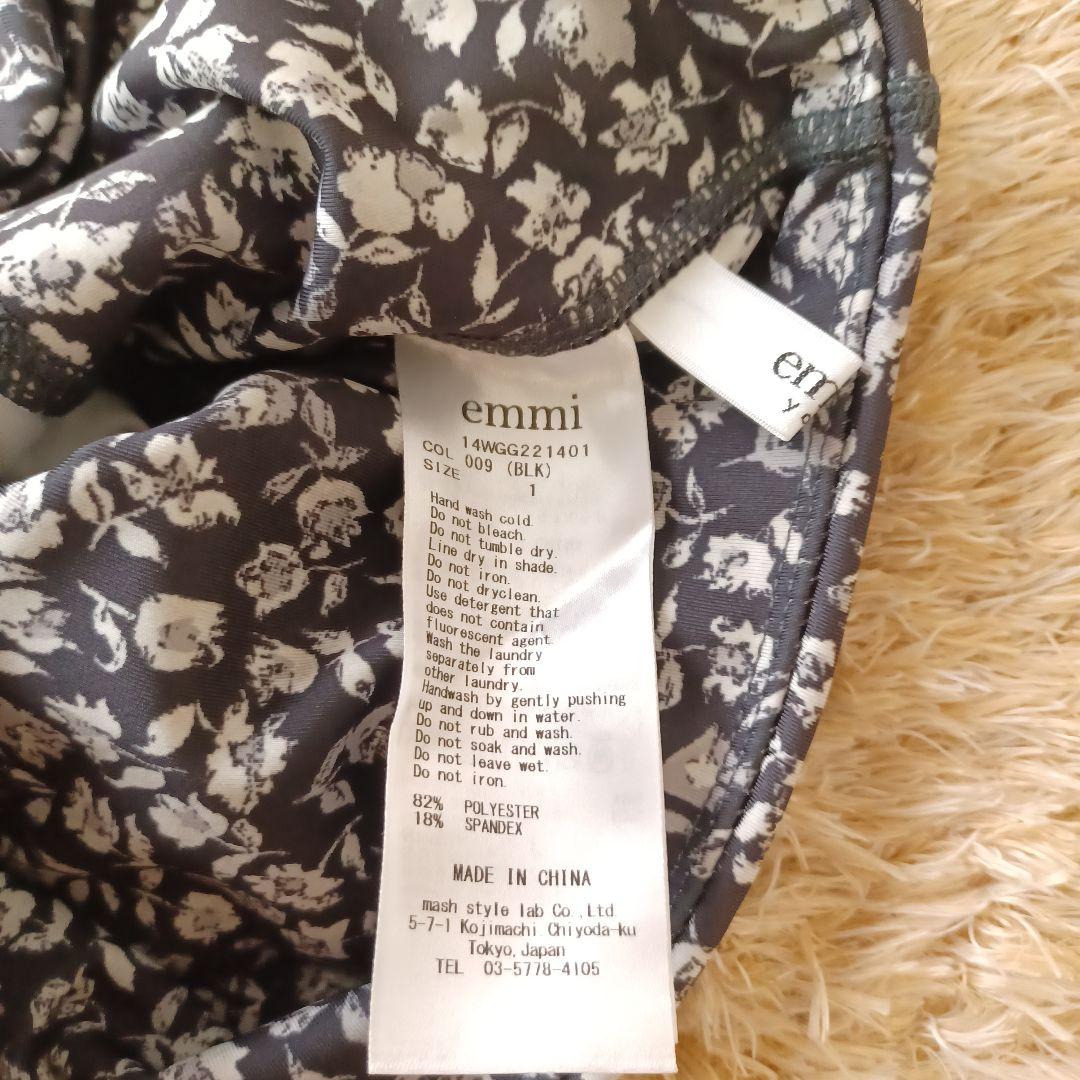 emmi
14WGG221401
COL 009 (BLK)
SIZE 1
Hand wash cold.
Do not bleach.
Do not tumble dry.
Line dry in shade.
Do not iron.
Do not dryclean.
Use detergent that
does not contain
fluorescent agent.
Wash the laundry
separately from
other laundry.
Handwash by gently pushing
up and down in water.
Do not rub and wash.
Do not soak and wash.
Do not leave wet.
Do not iron.
82% POLYESTER
18% SPANDEX
MADE IN CHINA
mash style lab Co.,Ltd.
5-7-1 Kojimachi Chiyoda-ku
Tokyo, Japan
TEL 03-5778-4105